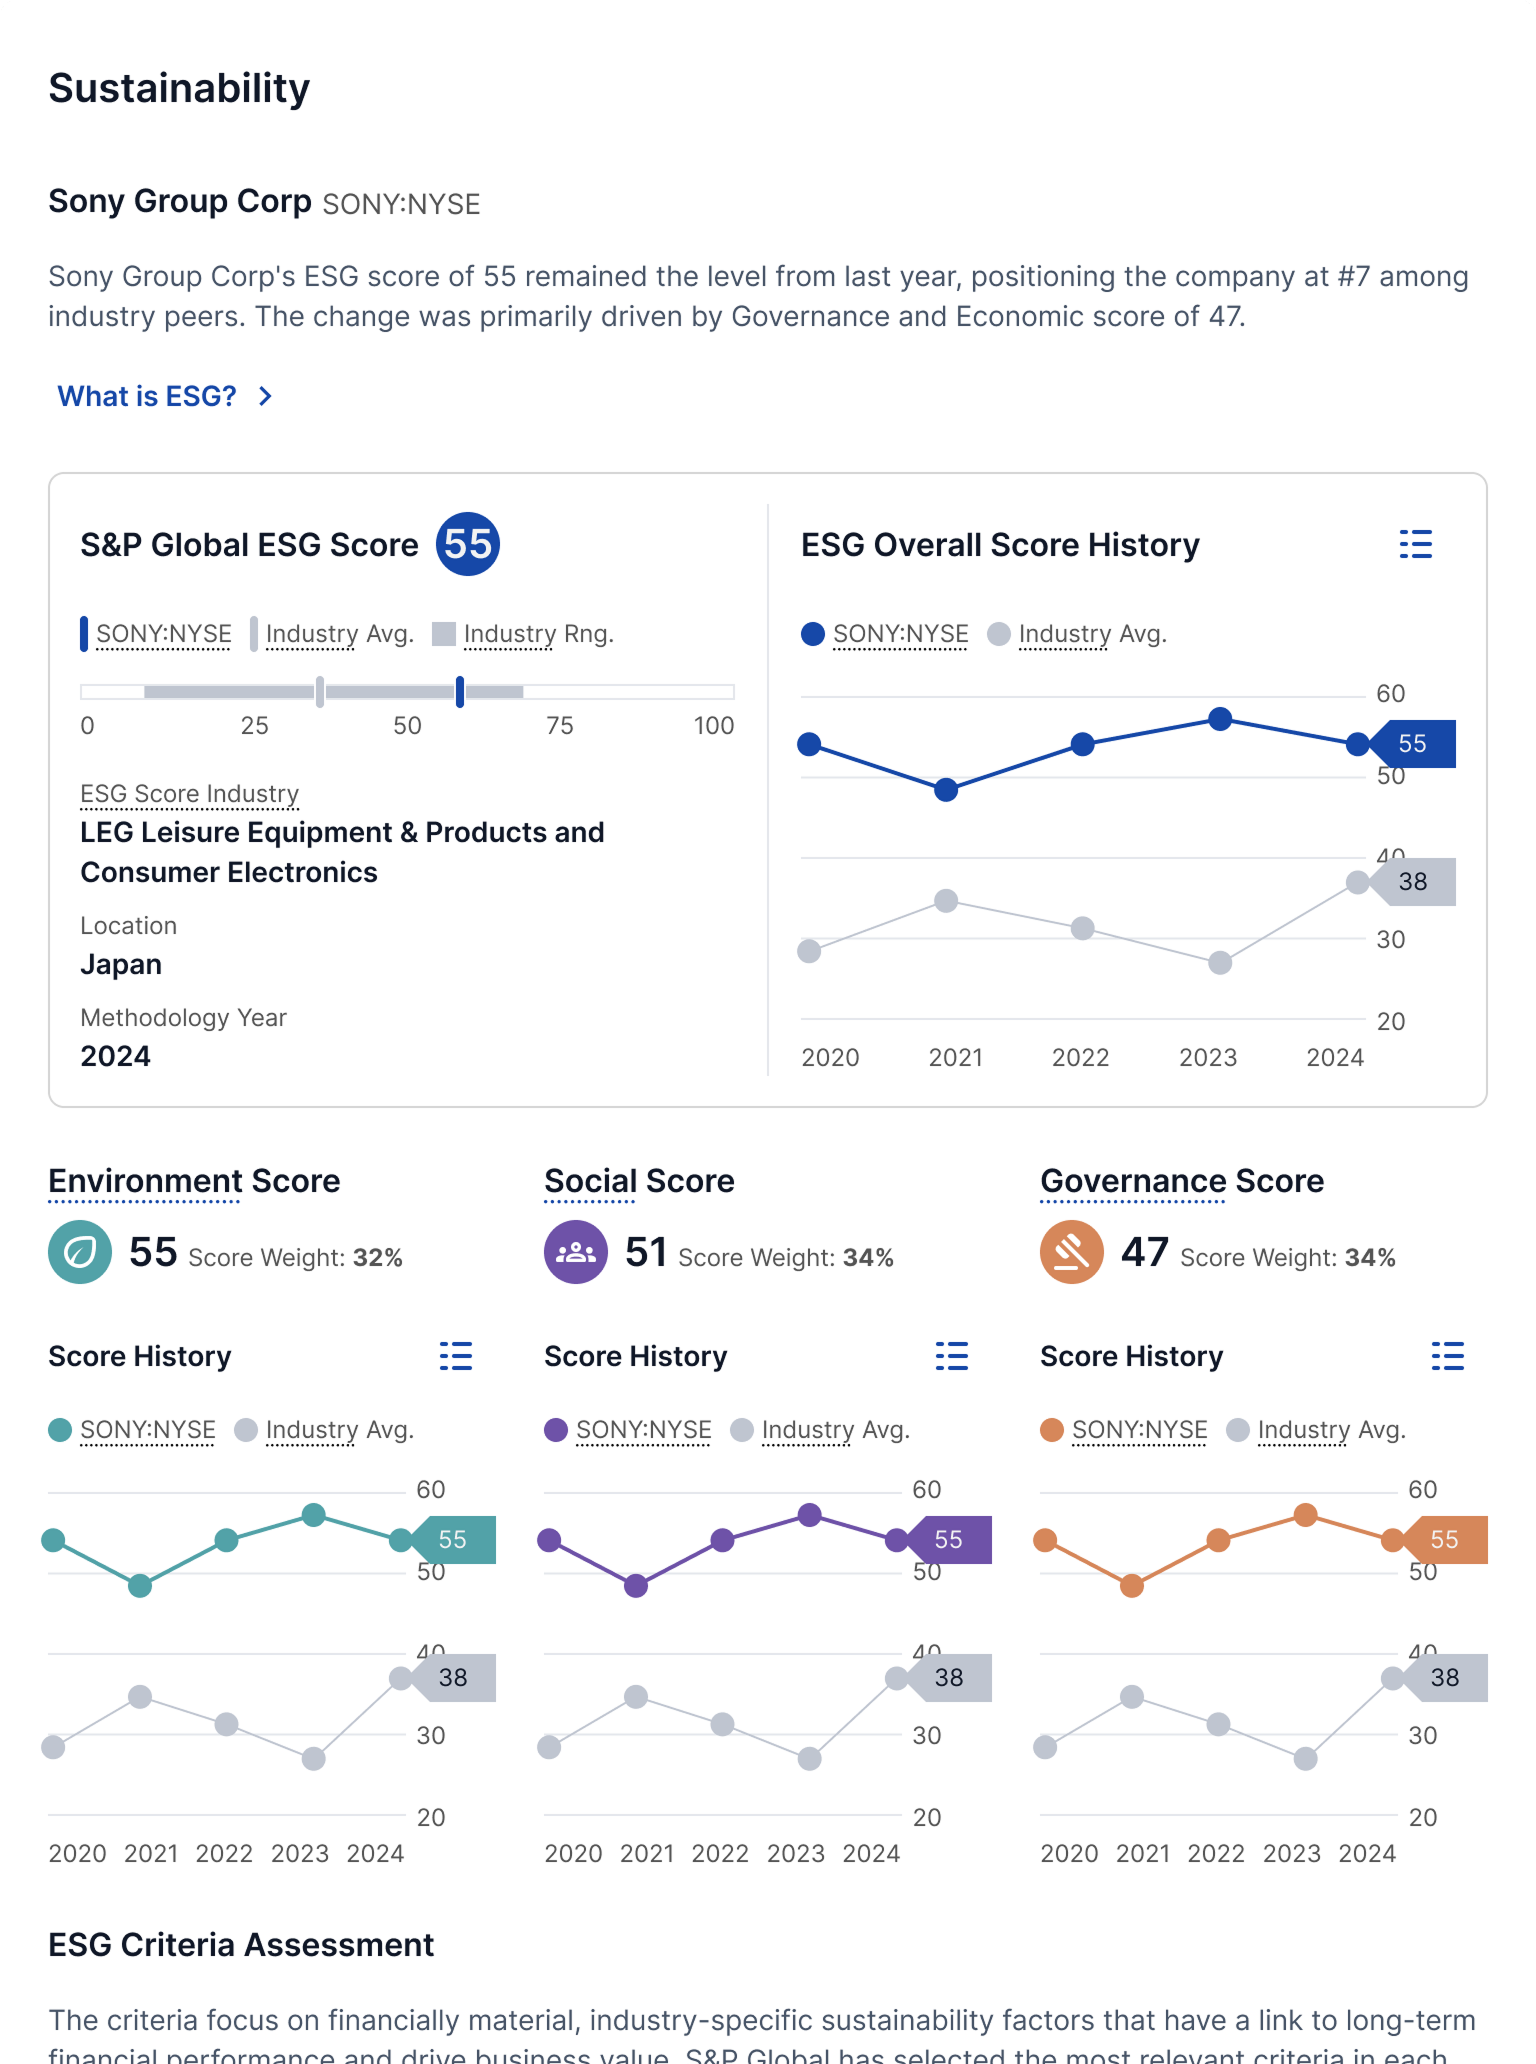 Sustainability
Sony Group Corp SONY:NYSE
Sony Group Corp's ESG score of 55 remained the level from last year, positioning the company at #7 among
industry peers. The change was primarily driven by Governance and Economic score of 47.
What is ESG?
S&P Global ESG Score 55
SONY:NYSE Industry Avg. Industry Rng.
0 25 50 75 100
ESG Score Industry
LEG Leisure Equipment & Products and
Consumer Electronics
Location
Japan
Methodology Year
2024
ESG Overall Score History
SONY:NYSE Industry Avg.
60
55
50
40
38
30
20
2020 2021 2022 2023 2024
Environment Score
55 Score Weight: 32%
Score History
SONY:NYSE Industry Avg.
60
55
50
40
38
30
20
2020 2021 2022 2023 2024
Social Score
51 Score Weight: 34%
Score History
SONY:NYSE Industry Avg.
60
55
50
40
38
30
20
2020 2021 2022 2023 2024
Governance Score
47 Score Weight: 34%
Score History
SONY:NYSE Industry Avg.
60
55
50
40
38
30
20
2020 2021 2022 2023 2024
ESG Criteria Assessment
The criteria focus on financially material, industry-specific sustainability factors that have a link to long-term
financial performance and drive business value. S&P Global has selected the most relevant criteria in each